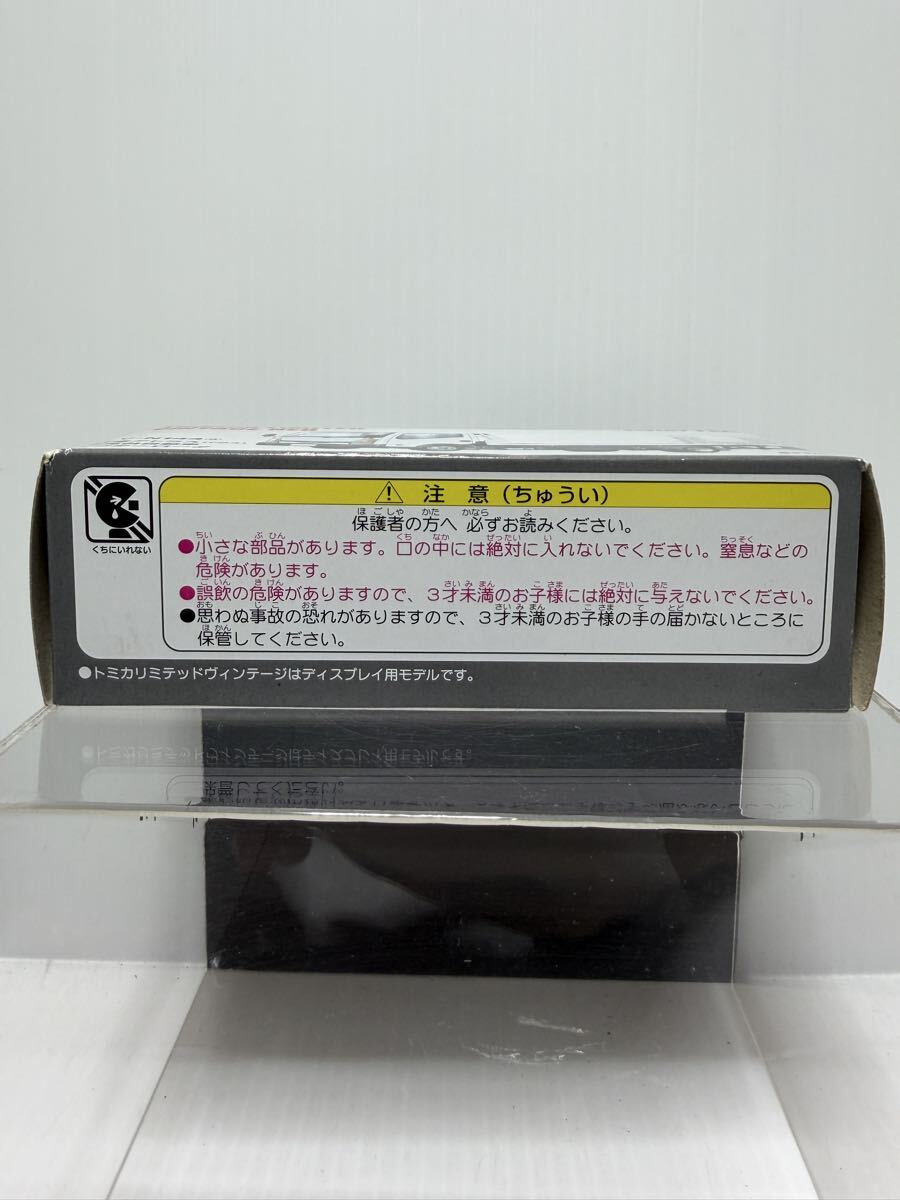 ⚠ 注 意(ちゅうい)
保護者の方へ 必ずお読みください。
●小さな部品があります。口の中には絶対に入れないでください。窒息などの
危険があります。
●誤飲の危険がありますので、3才未満のお子様には絶対に与えないでください。
●思わぬ事故の恐れがありますので、3才未満のお子様の手の届かないところに
保管してください。
くちにいれない
●トミカリミテッドヴィンテージはディスプレイ用モデルです。